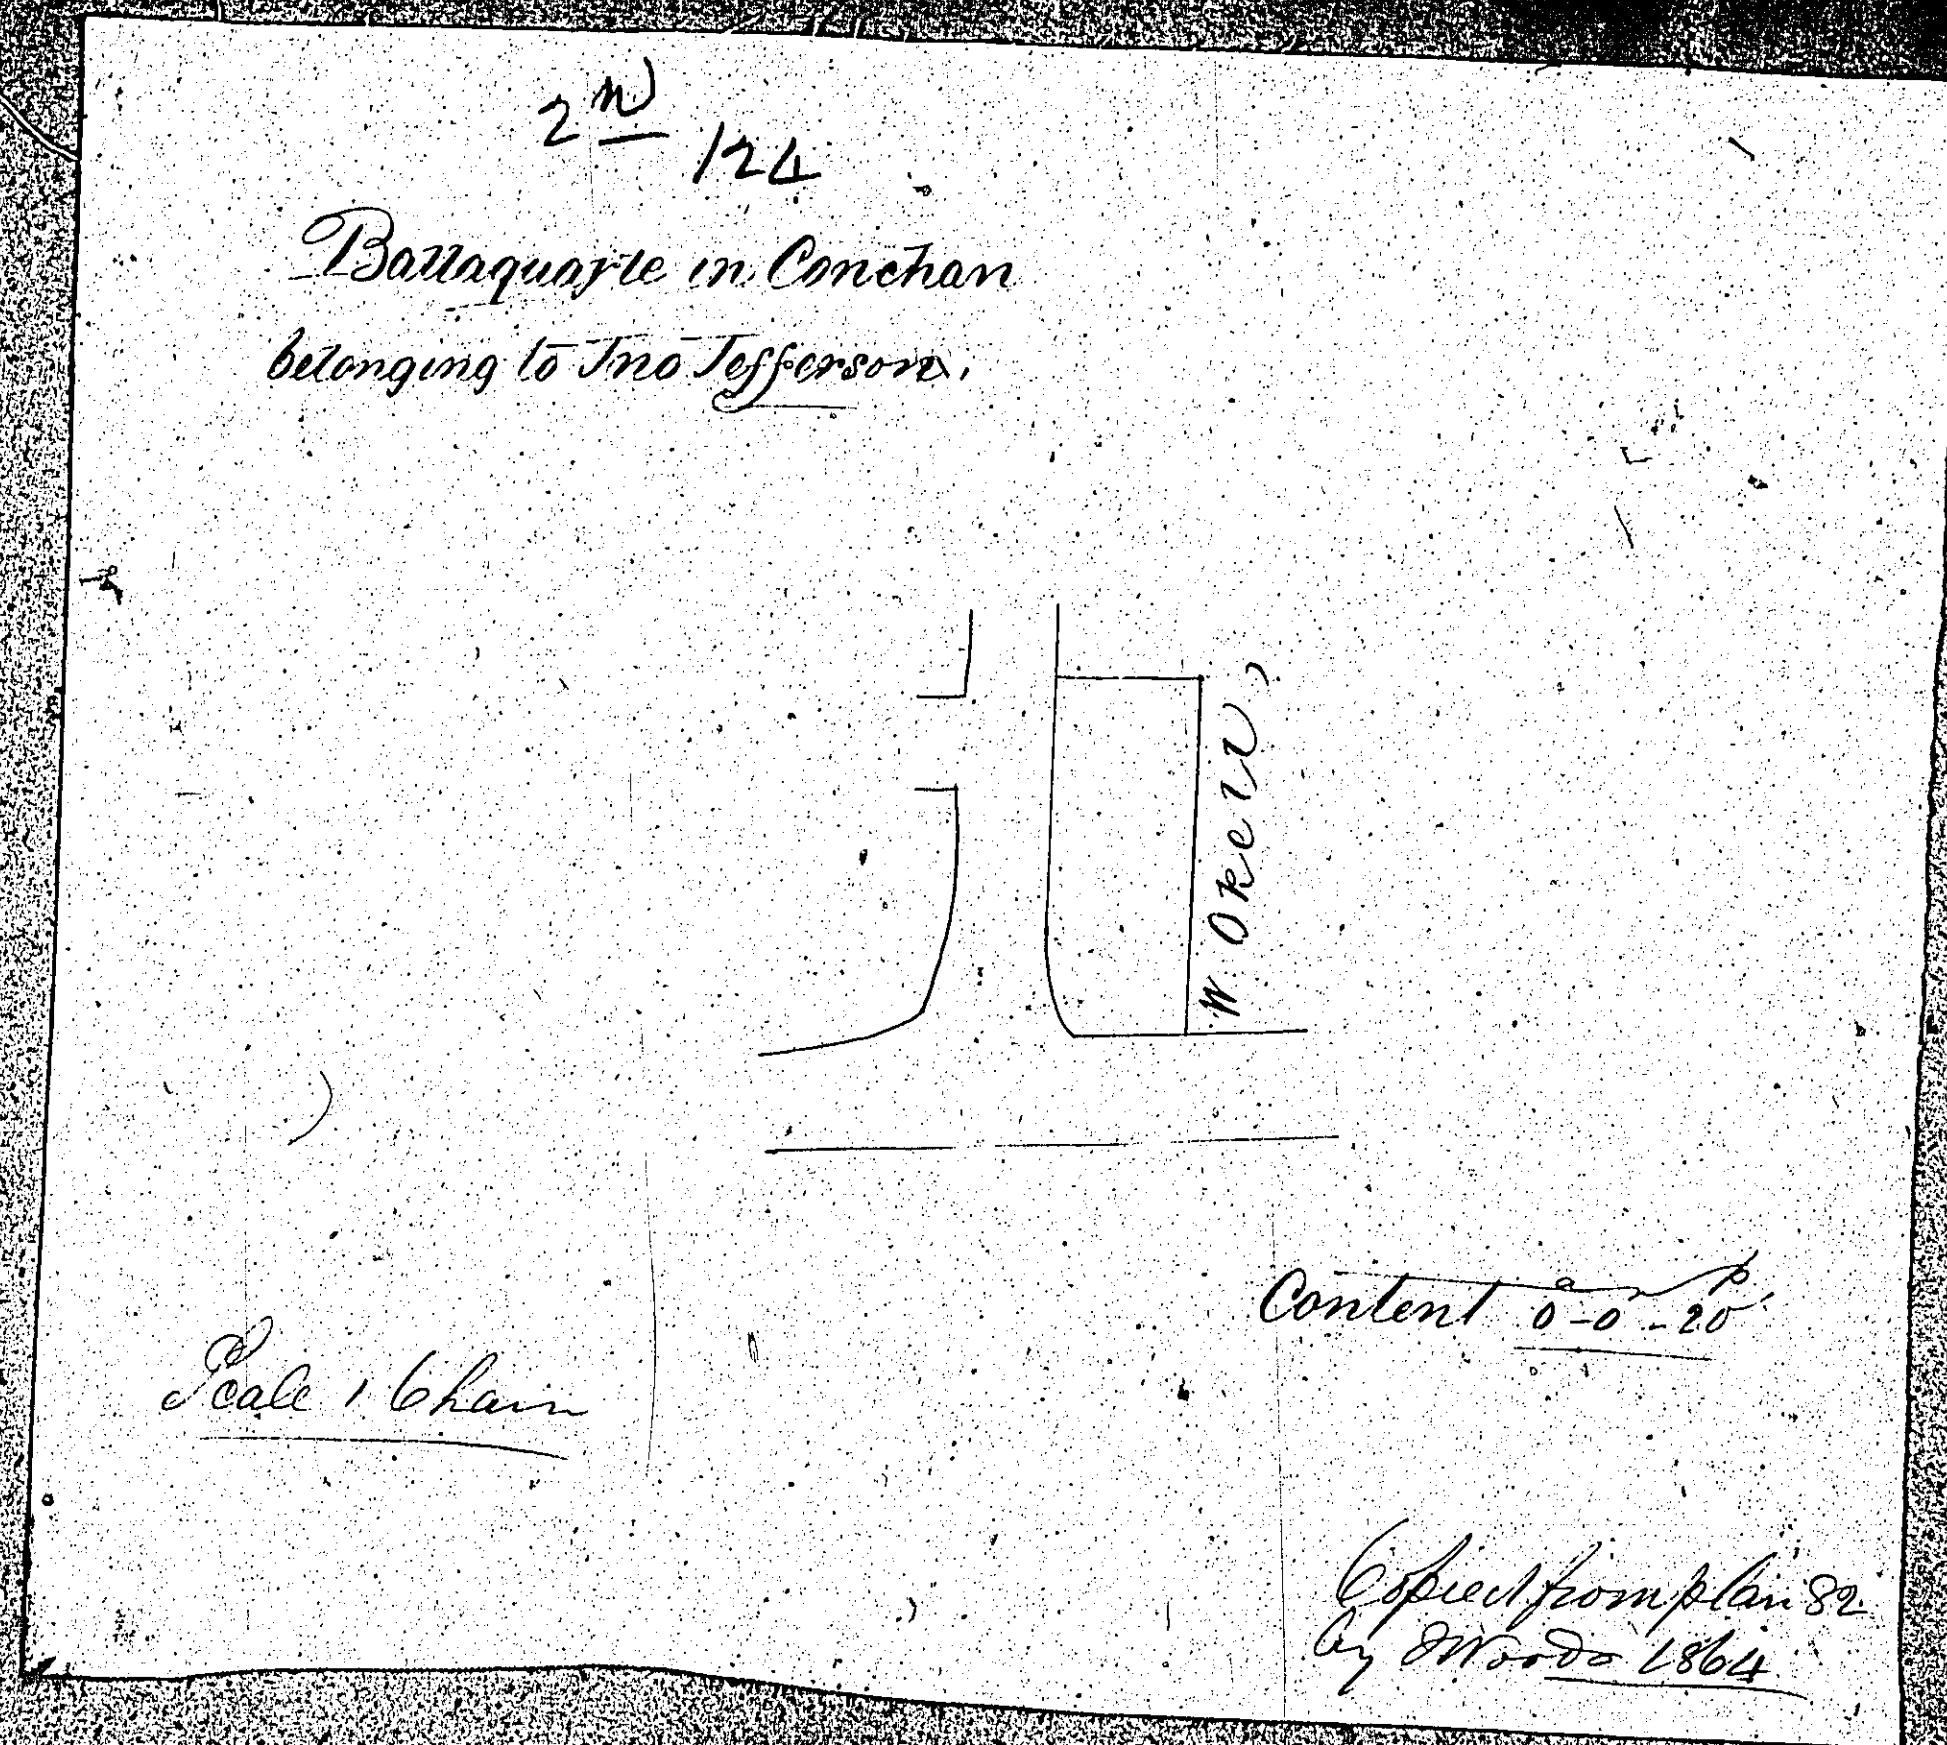 2nd
124
Ballaquayle in Conchan
belonging to Jno Jefferson.
W. Okell
Content 0 - 0 - 20
a r p
Scale 1 Chain
Copied from plan 82
by J Woods 1864